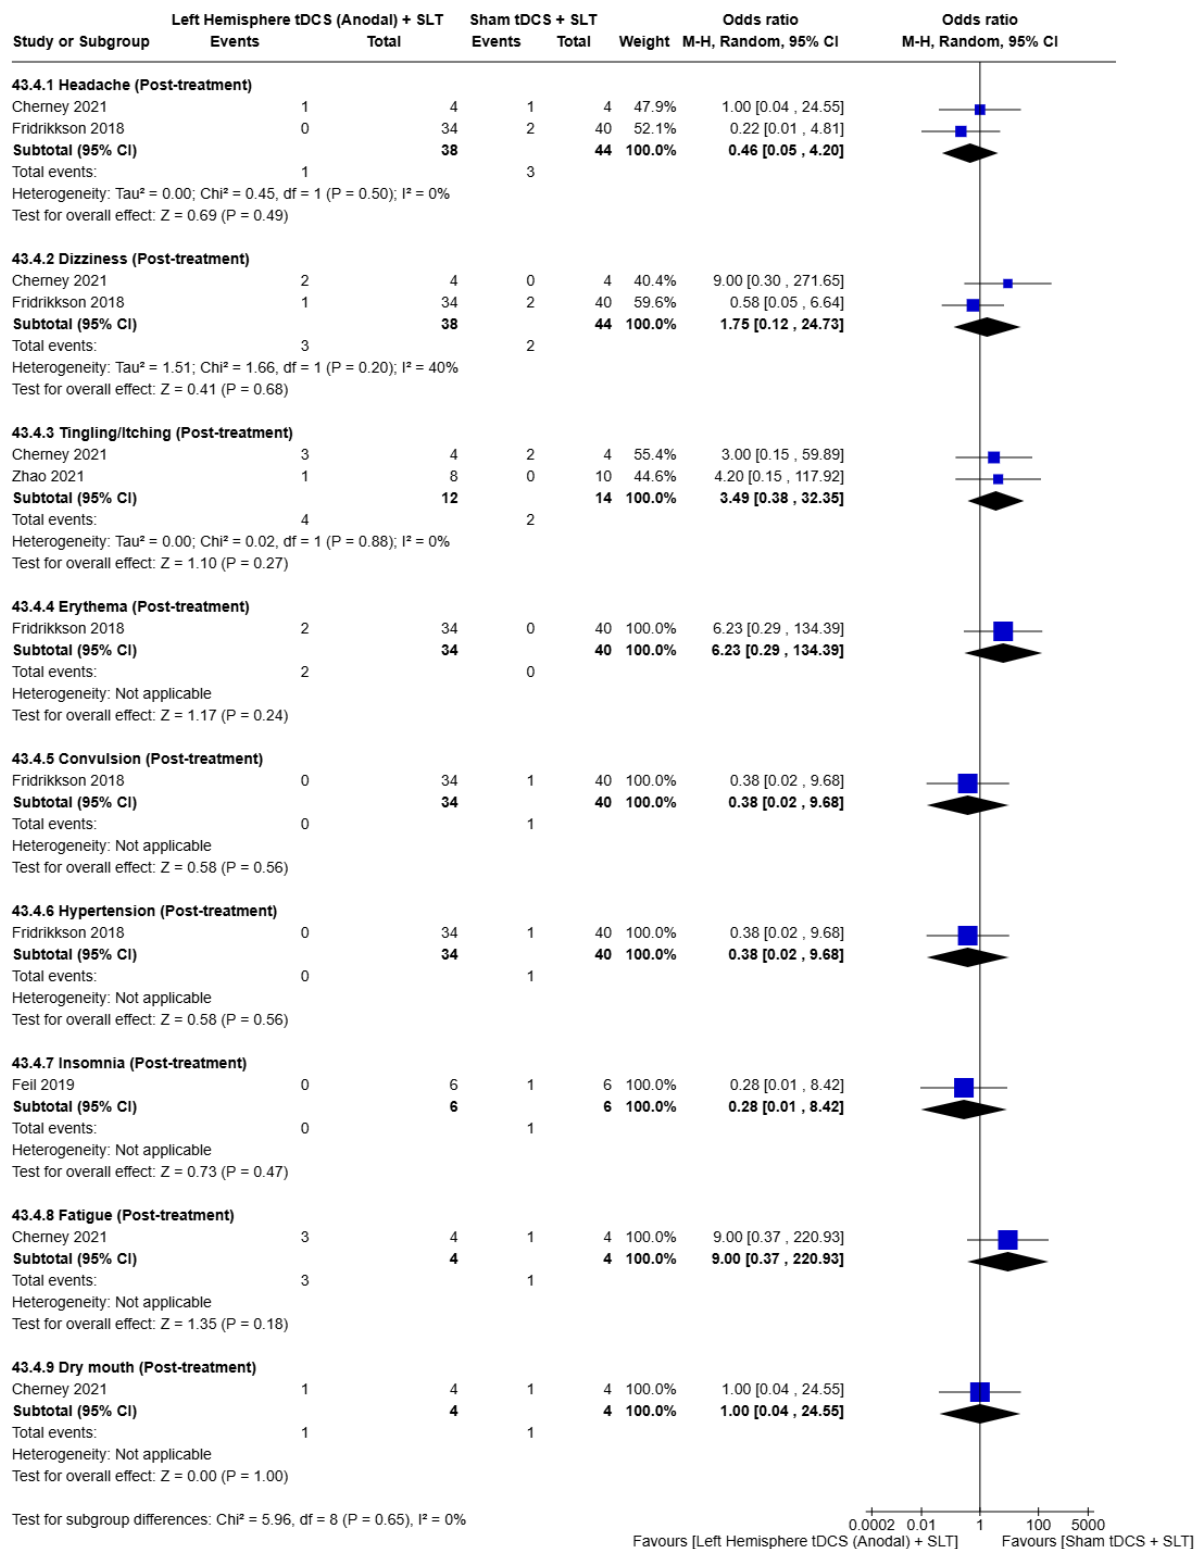 Left Hemisphere tDCS (Anodal) + SLT Sham tDCS + SLT Odds ratio Odds ratio
Study or Subgroup Events Total Events Total Weight M-H, Random, 95% CI M-H, Random, 95% CI
43.4.1 Headache (Post-treatment)
Cherney 2021 1 4 1 4 47.9% 1.00 [0.04 , 24.55]
Fridrikkson 2018 0 34 2 40 52.1% 0.22 [0.01 , 4.81]
Subtotal (95% CI) 38 44 100.0% 0.46 [0.05 , 4.20]
Total events: 1 3
Heterogeneity: Tau² = 0.00; Chi² = 0.45, df = 1 (P = 0.50); I² = 0%
Test for overall effect: Z = 0.69 (P = 0.49)
43.4.2 Dizziness (Post-treatment)
Cherney 2021 2 4 0 4 40.4% 9.00 [0.30 , 271.65]
Fridrikkson 2018 1 34 2 40 59.6% 0.58 [0.05 , 6.64]
Subtotal (95% CI) 38 44 100.0% 1.75 [0.12 , 24.73]
Total events: 3 2
Heterogeneity: Tau² = 1.51; Chi² = 1.66, df = 1 (P = 0.20); I² = 40%
Test for overall effect: Z = 0.41 (P = 0.68)
43.4.3 Tingling/Itching (Post-treatment)
Cherney 2021 3 4 2 4 55.4% 3.00 [0.15 , 59.89]
Zhao 2021 1 8 0 10 44.6% 4.20 [0.15 , 117.92]
Subtotal (95% CI) 12 14 100.0% 3.49 [0.38 , 32.35]
Total events: 4 2
Heterogeneity: Tau² = 0.00; Chi² = 0.02, df = 1 (P = 0.88); I² = 0%
Test for overall effect: Z = 1.10 (P = 0.27)
43.4.4 Erythema (Post-treatment)
Fridrikkson 2018 2 34 0 40 100.0% 6.23 [0.29 , 134.39]
Subtotal (95% CI) 34 40 100.0% 6.23 [0.29 , 134.39]
Total events: 2 0
Heterogeneity: Not applicable
Test for overall effect: Z = 1.17 (P = 0.24)
43.4.5 Convulsion (Post-treatment)
Fridrikkson 2018 0 34 1 40 100.0% 0.38 [0.02 , 9.68]
Subtotal (95% CI) 34 40 100.0% 0.38 [0.02 , 9.68]
Total events: 0 1
Heterogeneity: Not applicable
Test for overall effect: Z = 0.58 (P = 0.56)
43.4.6 Hypertension (Post-treatment)
Fridrikkson 2018 0 34 1 40 100.0% 0.38 [0.02 , 9.68]
Subtotal (95% CI) 34 40 100.0% 0.38 [0.02 , 9.68]
Total events: 0 1
Heterogeneity: Not applicable
Test for overall effect: Z = 0.58 (P = 0.56)
43.4.7 Insomnia (Post-treatment)
Feil 2019 0 6 1 6 100.0% 0.28 [0.01 , 8.42]
Subtotal (95% CI) 6 6 100.0% 0.28 [0.01 , 8.42]
Total events: 0 1
Heterogeneity: Not applicable
Test for overall effect: Z = 0.73 (P = 0.47)
43.4.8 Fatigue (Post-treatment)
Cherney 2021 3 4 1 4 100.0% 9.00 [0.37 , 220.93]
Subtotal (95% CI) 4 4 100.0% 9.00 [0.37 , 220.93]
Total events: 3 1
Heterogeneity: Not applicable
Test for overall effect: Z = 1.35 (P = 0.18)
43.4.9 Dry mouth (Post-treatment)
Cherney 2021 1 4 1 4 100.0% 1.00 [0.04 , 24.55]
Subtotal (95% CI) 4 4 100.0% 1.00 [0.04 , 24.55]
Total events: 1 1
Heterogeneity: Not applicable
Test for overall effect: Z = 0.00 (P = 1.00)
Test for subgroup differences: Chi² = 5.96, df = 8 (P = 0.65), I² = 0%
0.0002 0.01 1 100 5000
Favours [Left Hemisphere tDCS (Anodal) + SLT] Favours [Sham tDCS + SLT]